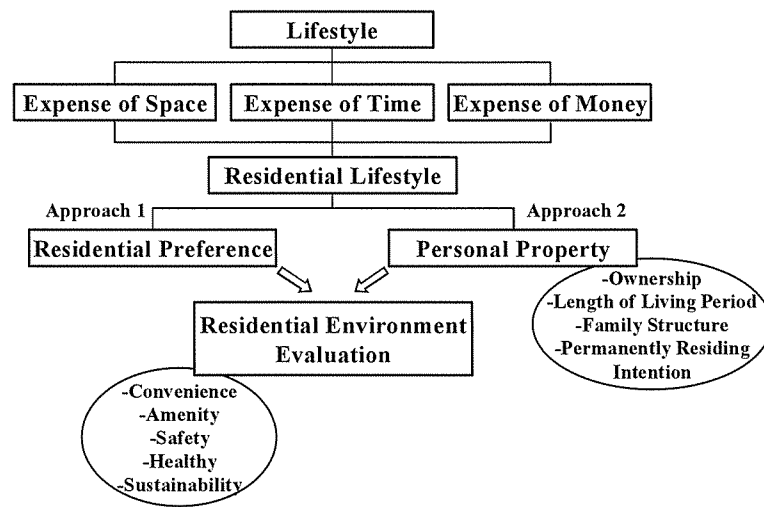 Lifestyle
Expense of Space
Expense of Time
Expense of Money
Residential Lifestyle
Approach 1
Approach 2
Residential Preference
Personal Property
-Ownership
-Length of Living Period
-Family Structure
-Permanently Residing
Intention
Residential Environment
Evaluation
-Convenience
-Amenity
-Safety
-Healthy
-Sustainability